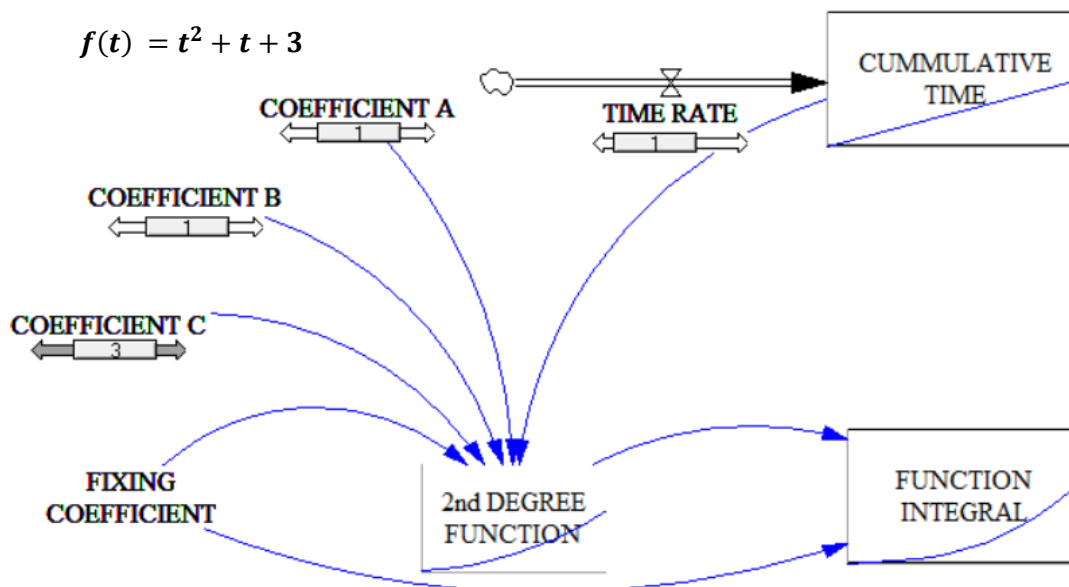 f(t) = t² + t + 3
CUMMULATIVE
TIME
COEFFICIENT A
1
TIME RATE
1
COEFFICIENT B
1
COEFFICIENT C
3
FIXING
COEFFICIENT
2nd DEGREE
FUNCTION
FUNCTION
INTEGRAL